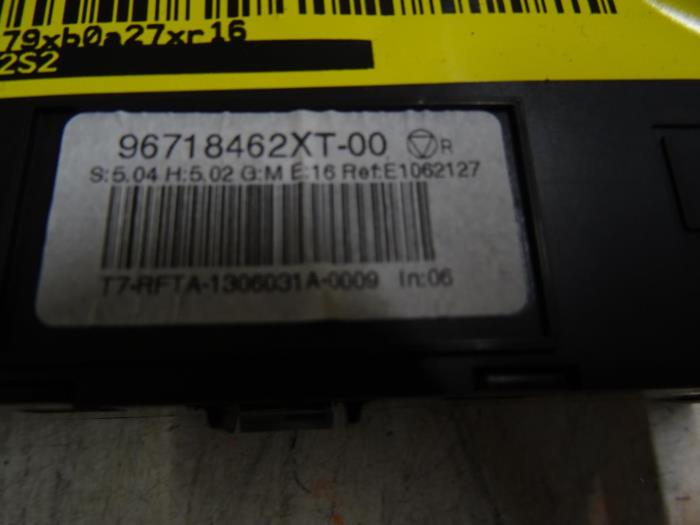 79xb0a27xr16
2S2
96718462XT-00 R
S:5.04 H:5.02 G:M E:16 Ref:E1062127
T7-RFTA-1306031A-0009 In:06